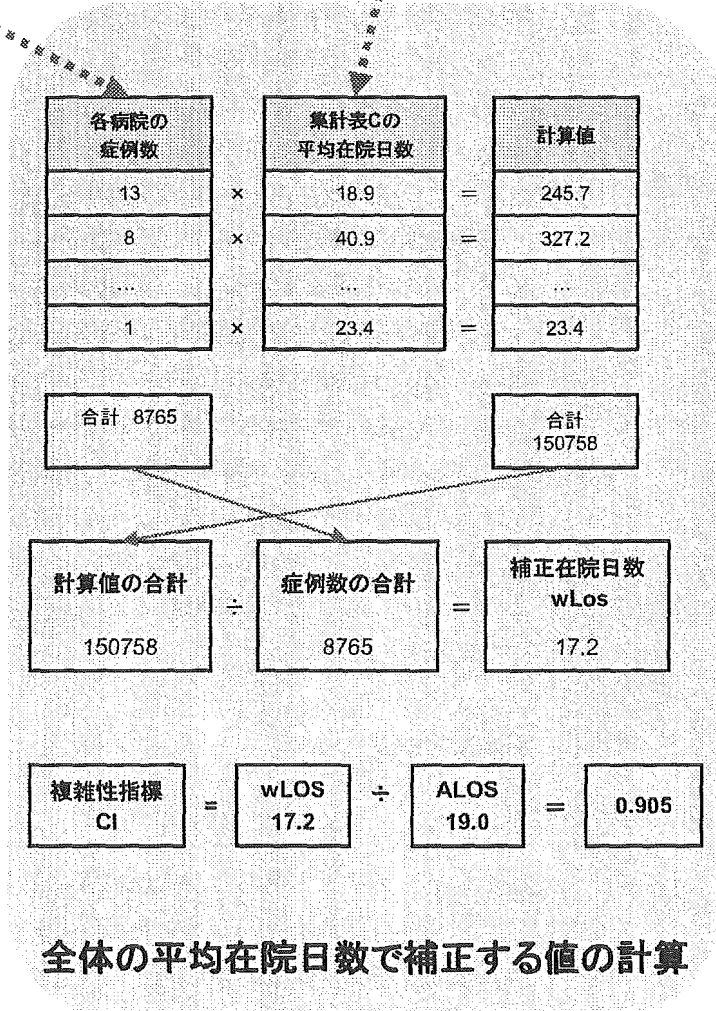 各病院の 集計表Cの 計算値
症例数 平均在院日数
13 × 18.9 = 245.7
8 × 40.9 = 327.2
... ... ...
1 × 23.4 = 23.4
合計 8765 合計
150758
計算値の合計 ÷ 症例数の合計 = 補正在院日数
wLos
150758 8765 17.2
複雑性指標 = wLOS ÷ ALOS = 0.905
CI 17.2 19.0
全体の平均在院日数で補正する値の計算